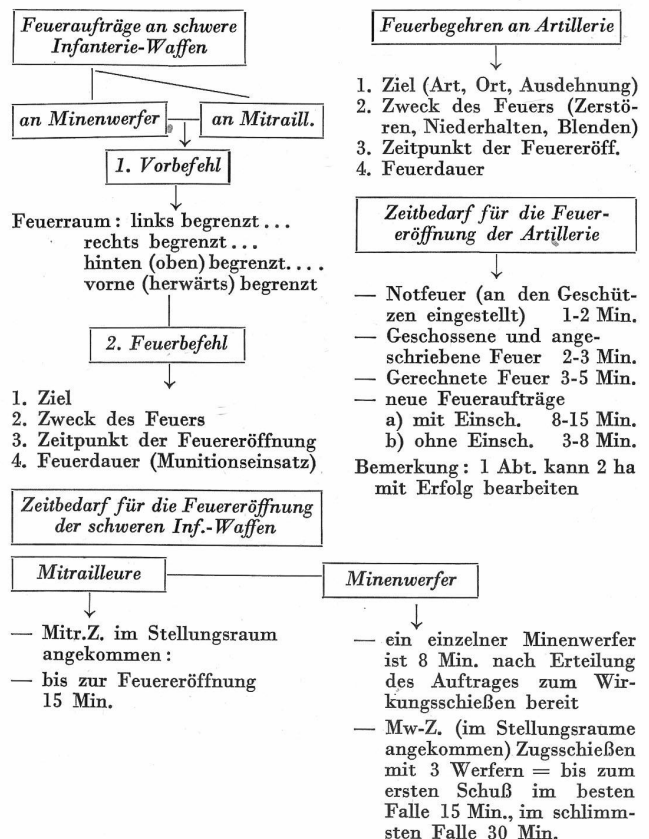 Feueraufträge an schwere
Infanterie-Waffen
an Minenwerfer
an Mitraill.
1. Vorbefehl
Feuerraum: links begrenzt...
rechts begrenzt...
hinten (oben) begrenzt....
vorne (herwärts) begrenzt
2. Feuerbefehl
1. Ziel
2. Zweck des Feuers
3. Zeitpunkt der Feuereröffnung
4. Feuerdauer (Munitionseinsatz)
Feuerbegehren an Artillerie
1. Ziel (Art, Ort, Ausdehnung)
2. Zweck des Feuers (Zerstö-
ren, Niederhalten, Blenden)
3. Zeitpunkt der Feuereröff.
4. Feuerdauer
Zeitbedarf für die Feuer-
eröffnung der Artillerie
— Notfeuer (an den Geschüt-
zen eingestellt) 1-2 Min.
— Geschossene und ange-
schriebene Feuer 2-3 Min.
— Gerechnete Feuer 3-5 Min.
— neue Feueraufträge
a) mit Einsch. 8-15 Min.
b) ohne Einsch. 3-8 Min.
Bemerkung: 1 Abt. kann 2 ha
mit Erfolg bearbeiten
Zeitbedarf für die Feuereröffnung
der schweren Inf.-Waffen
Mitrailleure
— Mitr.Z. im Stellungsraum
angekommen:
— bis zur Feuereröffnung
15 Min.
Minenwerfer
— ein einzelner Minenwerfer
ist 8 Min. nach Erteilung
des Auftrages zum Wir-
kungsschießen bereit
— Mw-Z. (im Stellungsraume
angekommen) Zugsschießen
mit 3 Werfern = bis zum
ersten Schuß im besten
Falle 15 Min., im schlimm-
sten Falle 30 Min.